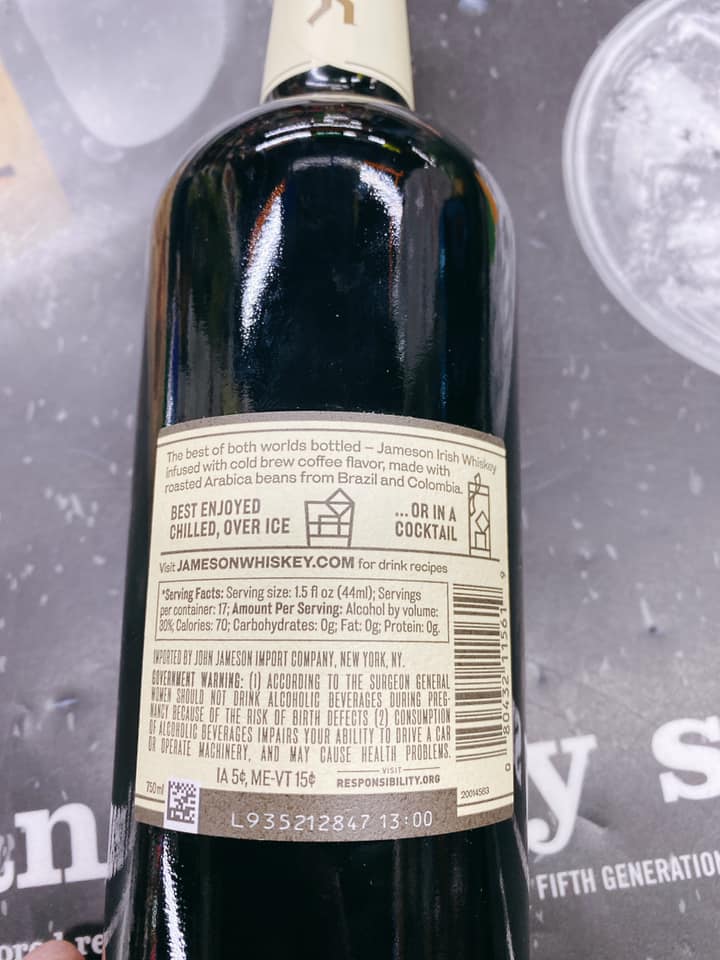 The best of both worlds bottled – Jameson Irish Whiskey
infused with cold brew coffee flavor, made with
roasted Arabica beans from Brazil and Colombia.
BEST ENJOYED
CHILLED, OVER ICE
...OR IN A
COCKTAIL
Visit JAMESONWHISKEY.COM for drink recipes
*Serving Facts: Serving size: 1.5 fl oz (44ml); Servings
per container: 17; Amount Per Serving: Alcohol by volume:
30%; Calories: 70; Carbohydrates: 0g; Fat: 0g; Protein: 0g.
IMPORTED BY JOHN JAMESON IMPORT COMPANY, NEW YORK, NY.
GOVERNMENT WARNING: (1) ACCORDING TO THE SURGEON GENERAL
WOMEN SHOULD NOT DRINK ALCOHOLIC BEVERAGES DURING PREG-
NANCY BECAUSE OF THE RISK OF BIRTH DEFECTS (2) CONSUMPTION
OF ALCOHOLIC BEVERAGES IMPAIRS YOUR ABILITY TO DRIVE A CAR
OR OPERATE MACHINERY, AND MAY CAUSE HEALTH PROBLEMS.
IA 5¢, ME-VT 15¢
VISIT
RESPONSIBILITY.ORG
750ml
20014563
L935212847 13:00
0 80432 11561 9
en
y s
FIFTH GENERATION